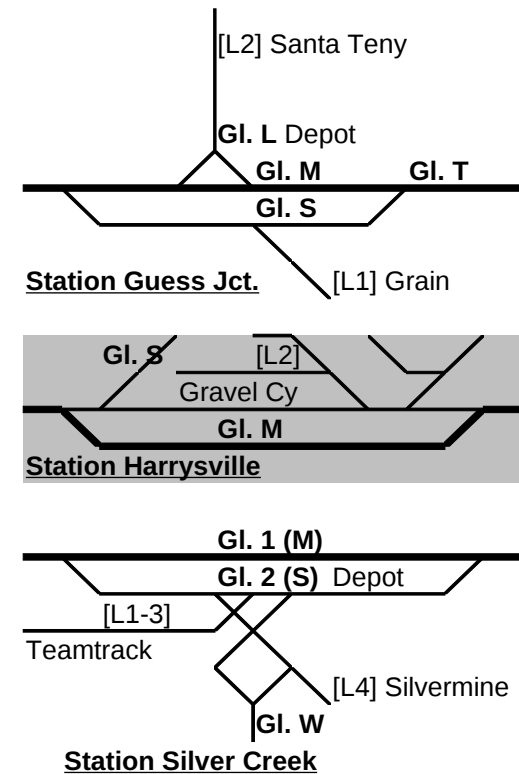 [L2] Santa Teny
Gl. L Depot
Gl. M Gl. T
Gl. S
Station Guess Jct. [L1] Grain
Gl. S [L2]
Gravel Cy
Gl. M
Station Harrysville
Gl. 1 (M)
Gl. 2 (S) Depot
[L1-3]
Teamtrack
[L4] Silvermine
Gl. W
Station Silver Creek